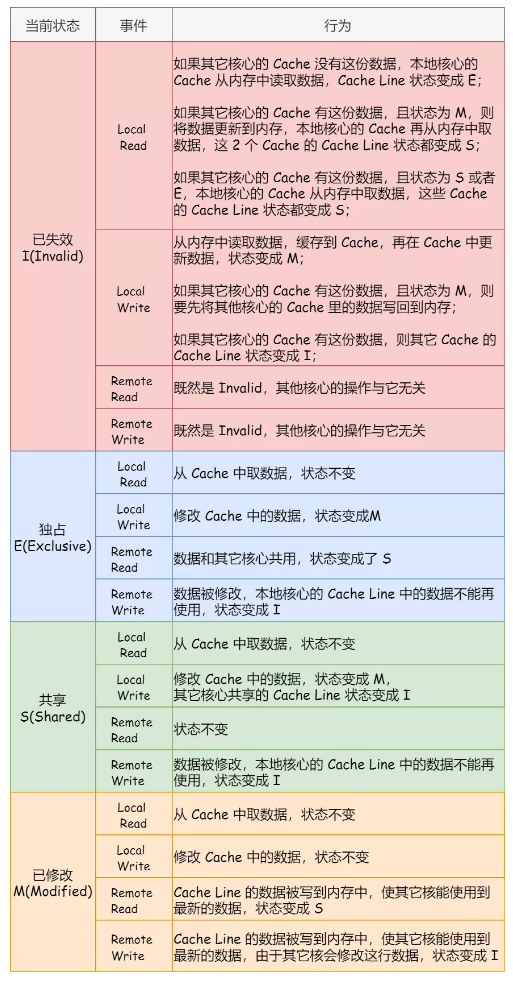 当前状态
事件
行为
已失效
I(Invalid)
Local
Read
如果其它核心的 Cache 没有这份数据，本地核心的
Cache 从内存中读取数据，Cache Line 状态变成 E；
如果其它核心的 Cache 有这份数据，且状态为 M，则
将数据更新到内存，本地核心的 Cache 再从内存中取
数据，这 2 个 Cache 的 Cache Line 状态都变成 S；
如果其它核心的 Cache 有这份数据，且状态为 S 或者
E，本地核心的 Cache 从内存中取数据，这些 Cache
的 Cache Line 状态都变成 S；
Local
Write
从内存中读取数据，缓存到 Cache，再在 Cache 中更
新数据，状态变成 M；
如果其它核心的 Cache 有这份数据，且状态为 M，则
要先将其他核心的 Cache 里的数据写回到内存；
如果其它核心的 Cache 有这份数据，则其它 Cache 的
Cache Line 状态变成 I；
Remote
Read
既然是 Invalid，其他核心的操作与它无关
Remote
Write
既然是 Invalid，其他核心的操作与它无关
独占
E(Exclusive)
Local
Read
从 Cache 中取数据，状态不变
Local
Write
修改 Cache 中的数据，状态变成M
Remote
Read
数据和其它核心共用，状态变成了 S
Remote
Write
数据被修改，本地核心的 Cache Line 中的数据不能再
使用，状态变成 I
共享
S(Shared)
Local
Read
从 Cache 中取数据，状态不变
Local
Write
修改 Cache 中的数据，状态变成 M，
其它核心共享的 Cache Line 状态变成 I
Remote
Read
状态不变
Remote
Write
数据被修改，本地核心的 Cache Line 中的数据不能再
使用，状态变成 I
已修改
M(Modified)
Local
Read
从 Cache 中取数据，状态不变
Local
Write
修改 Cache 中的数据，状态不变
Remote
Read
Cache Line 的数据被写到内存中，使其它核能使用到
最新的数据，状态变成 S
Remote
Write
Cache Line 的数据被写到内存中，使其它核能使用到
最新的数据，由于其它核会修改这行数据，状态变成 I